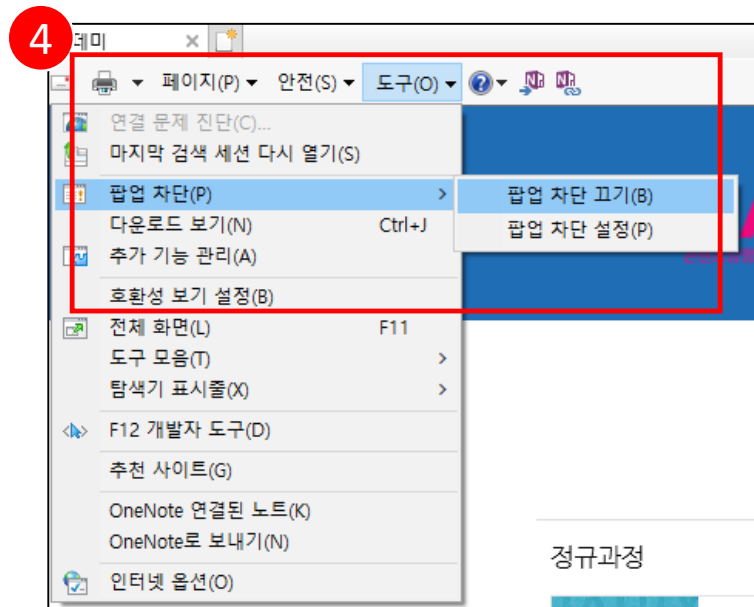 4
데미
페이지(P) 안전(S) 도구(O)
연결 문제 진단(C)...
마지막 검색 세션 다시 열기(S)
팝업 차단(P)
팝업 차단 끄기(B)
다운로드 보기(N) Ctrl+J
팝업 차단 설정(P)
추가 기능 관리(A)
호환성 보기 설정(B)
전체 화면(L) F11
도구 모음(T)
탐색기 표시줄(X)
F12 개발자 도구(D)
추천 사이트(G)
OneNote 연결된 노트(K)
OneNote로 보내기(N)
정규과정
인터넷 옵션(O)